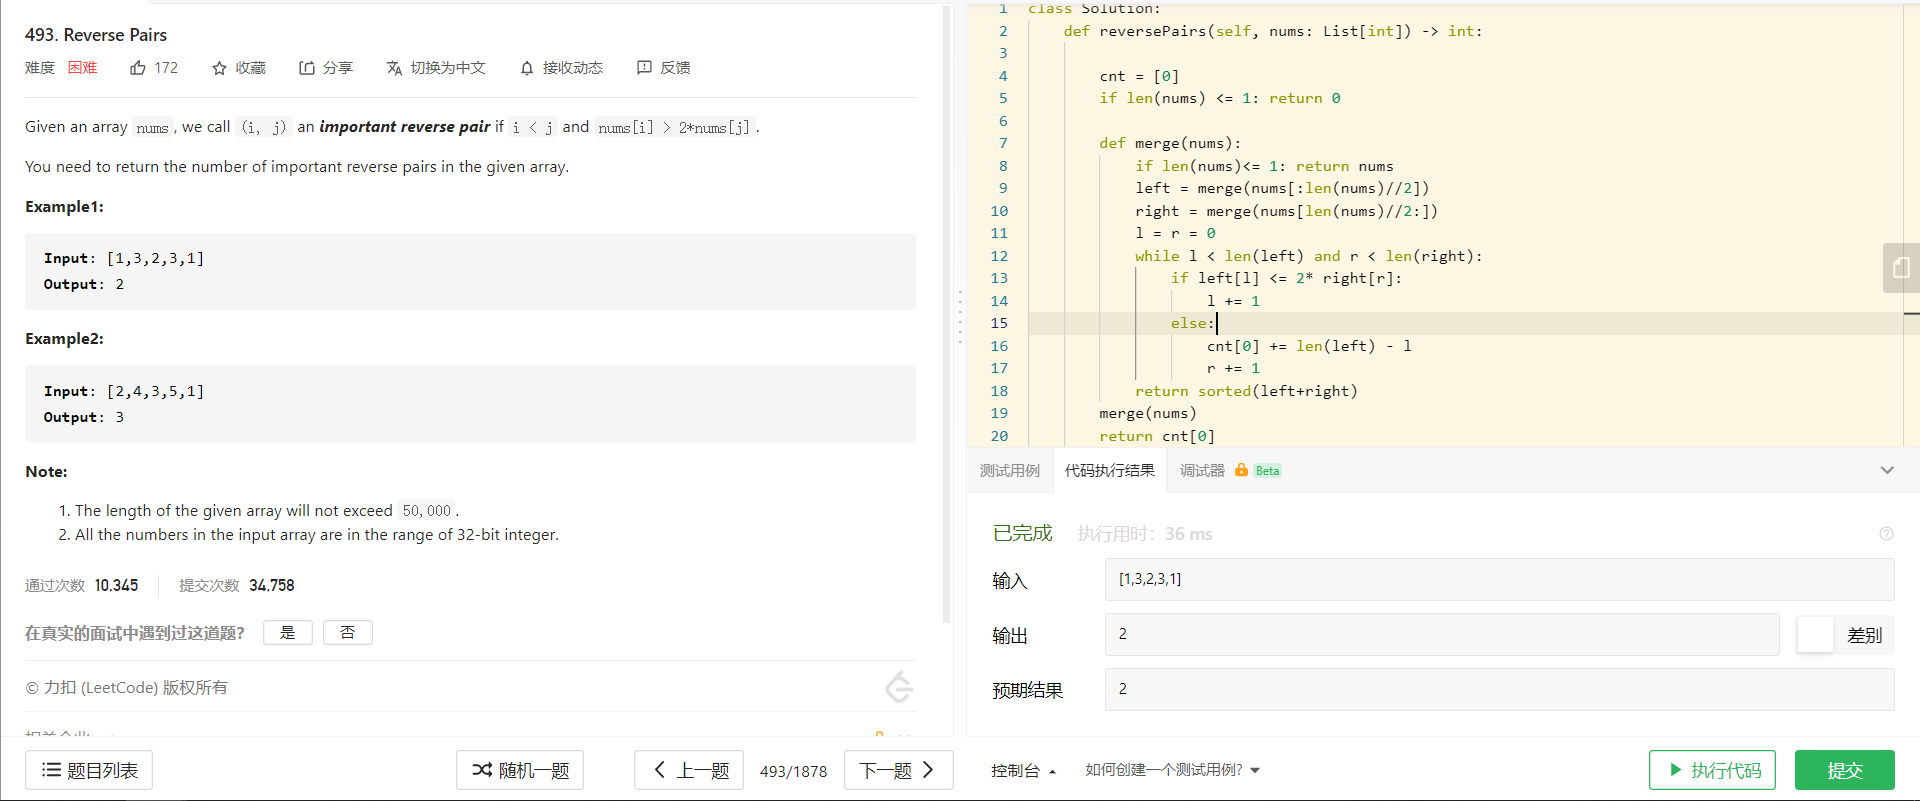 493. Reverse Pairs
难度 困难 172 收藏 分享 切换为中文 接收动态 反馈
Given an array nums, we call (i, j) an important reverse pair if i < j and nums[i] > 2*nums[j].
You need to return the number of important reverse pairs in the given array.
Example1:
Input: [1,3,2,3,1]
Output: 2
Example2:
Input: [2,4,3,5,1]
Output: 3
Note:
1. The length of the given array will not exceed 50,000.
2. All the numbers in the input array are in the range of 32-bit integer.
通过次数 10,345 提交次数 34,758
在真实的面试中遇到过这道题? 是 否
© 力扣 (LeetCode) 版权所有
题目列表 随机一题 上一题 493/1878 下一题
1 class Solution:
2 def reversePairs(self, nums: List[int]) -> int:
3
4 cnt = [0]
5 if len(nums) <= 1: return 0
6
7 def merge(nums):
8 if len(nums)<= 1: return nums
9 left = merge(nums[:len(nums)//2])
10 right = merge(nums[len(nums)//2:])
11 l = r = 0
12 while l < len(left) and r < len(right):
13 if left[l] <= 2* right[r]:
14 l += 1
15 else:
16 cnt[0] += len(left) - l
17 r += 1
18 return sorted(left+right)
19 merge(nums)
20 return cnt[0]
测试用例 代码执行结果 调试器 Beta
已完成 执行用时: 36 ms
输入 [1,3,2,3,1]
输出 2 差别
预期结果 2
控制台 如何创建一个测试用例? 执行代码 提交